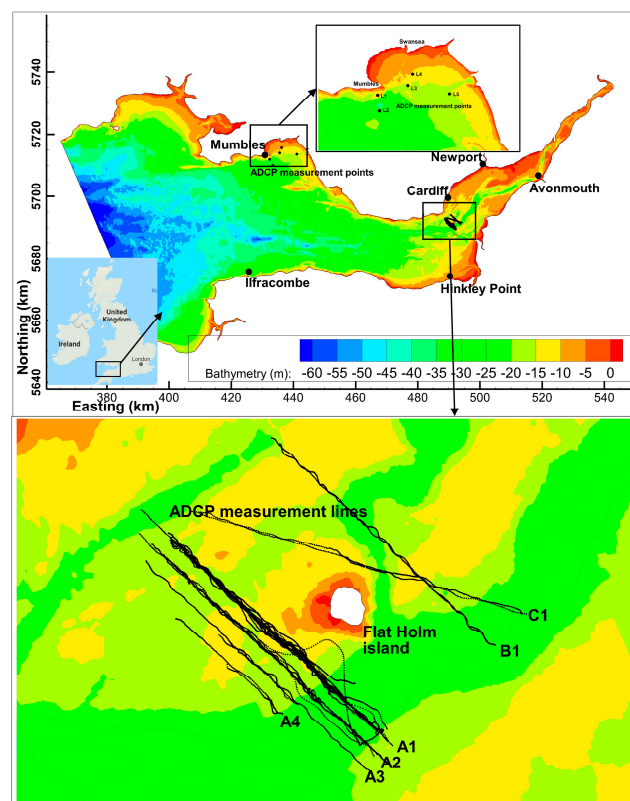 5740
5720
5700
5680
5660
5640
Northing (km)
Swansea
Mumbles
L4
L3
L1
L5
L2
ADCP measurement points
Mumbles
ADCP measurement points
Newport
Cardiff
Avonmouth
Ilfracombe
Hinkley Point
United
Kingdom
Ireland
London
Bathymetry (m):
-60 -55 -50 -45 -40 -35 -30 -25 -20 -15 -10 -5 0
380 400 420 440 460 480 500 520 540
Easting (km)
ADCP measurement lines
Flat Holm
island
C1
B1
A4
A1
A2
A3